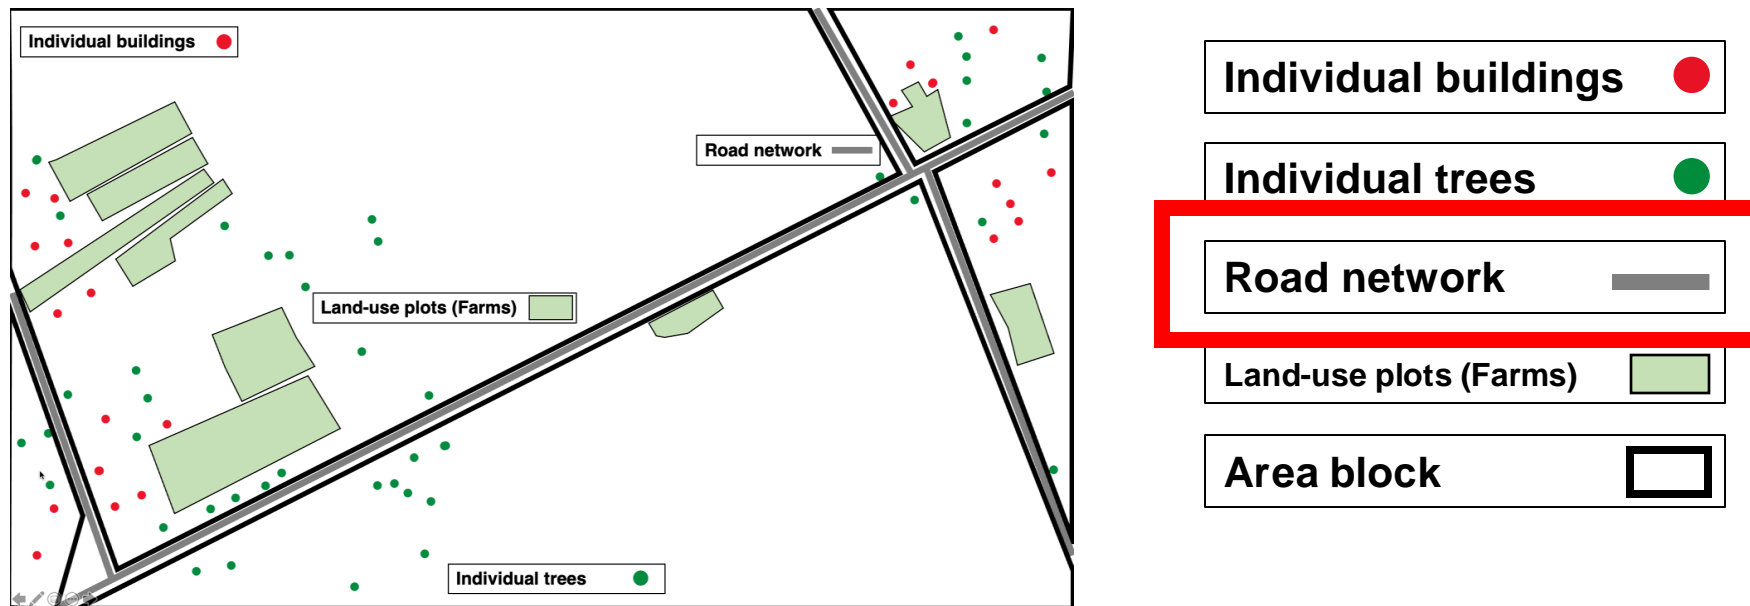 Individual buildings
Road network
Land-use plots (Farms)
Individual trees
Individual buildings
Individual trees
Road network
Land-use plots (Farms)
Area block